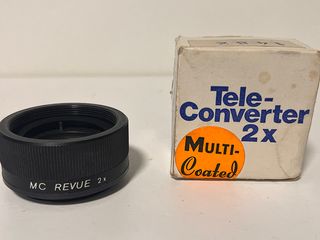 MC REVUE 2x
Tele-
Converter
2x
MULTI-
Coated